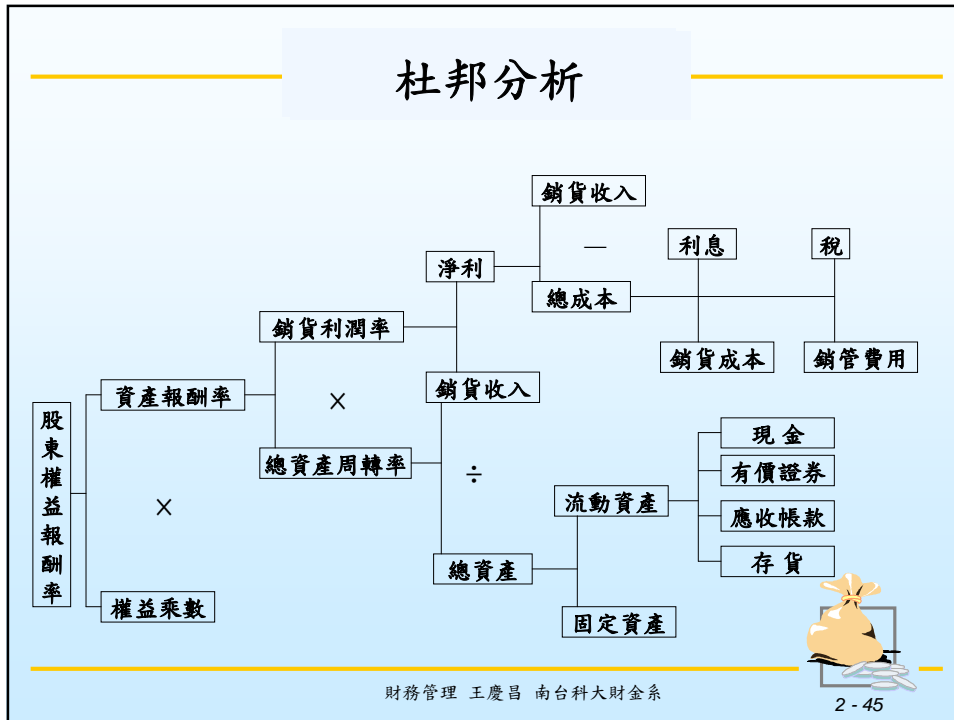 杜邦分析
銷貨收入
—
利息
稅
淨利
總成本
銷貨利潤率
銷貨成本
銷管費用
資產報酬率
×
銷貨收入
股東權益報酬率
現金
總資產周轉率
÷
有價證券
×
流動資產
應收帳款
總資產
存貨
權益乘數
固定資產
財務管理 王慶昌 南台科大財金系
2 - 45